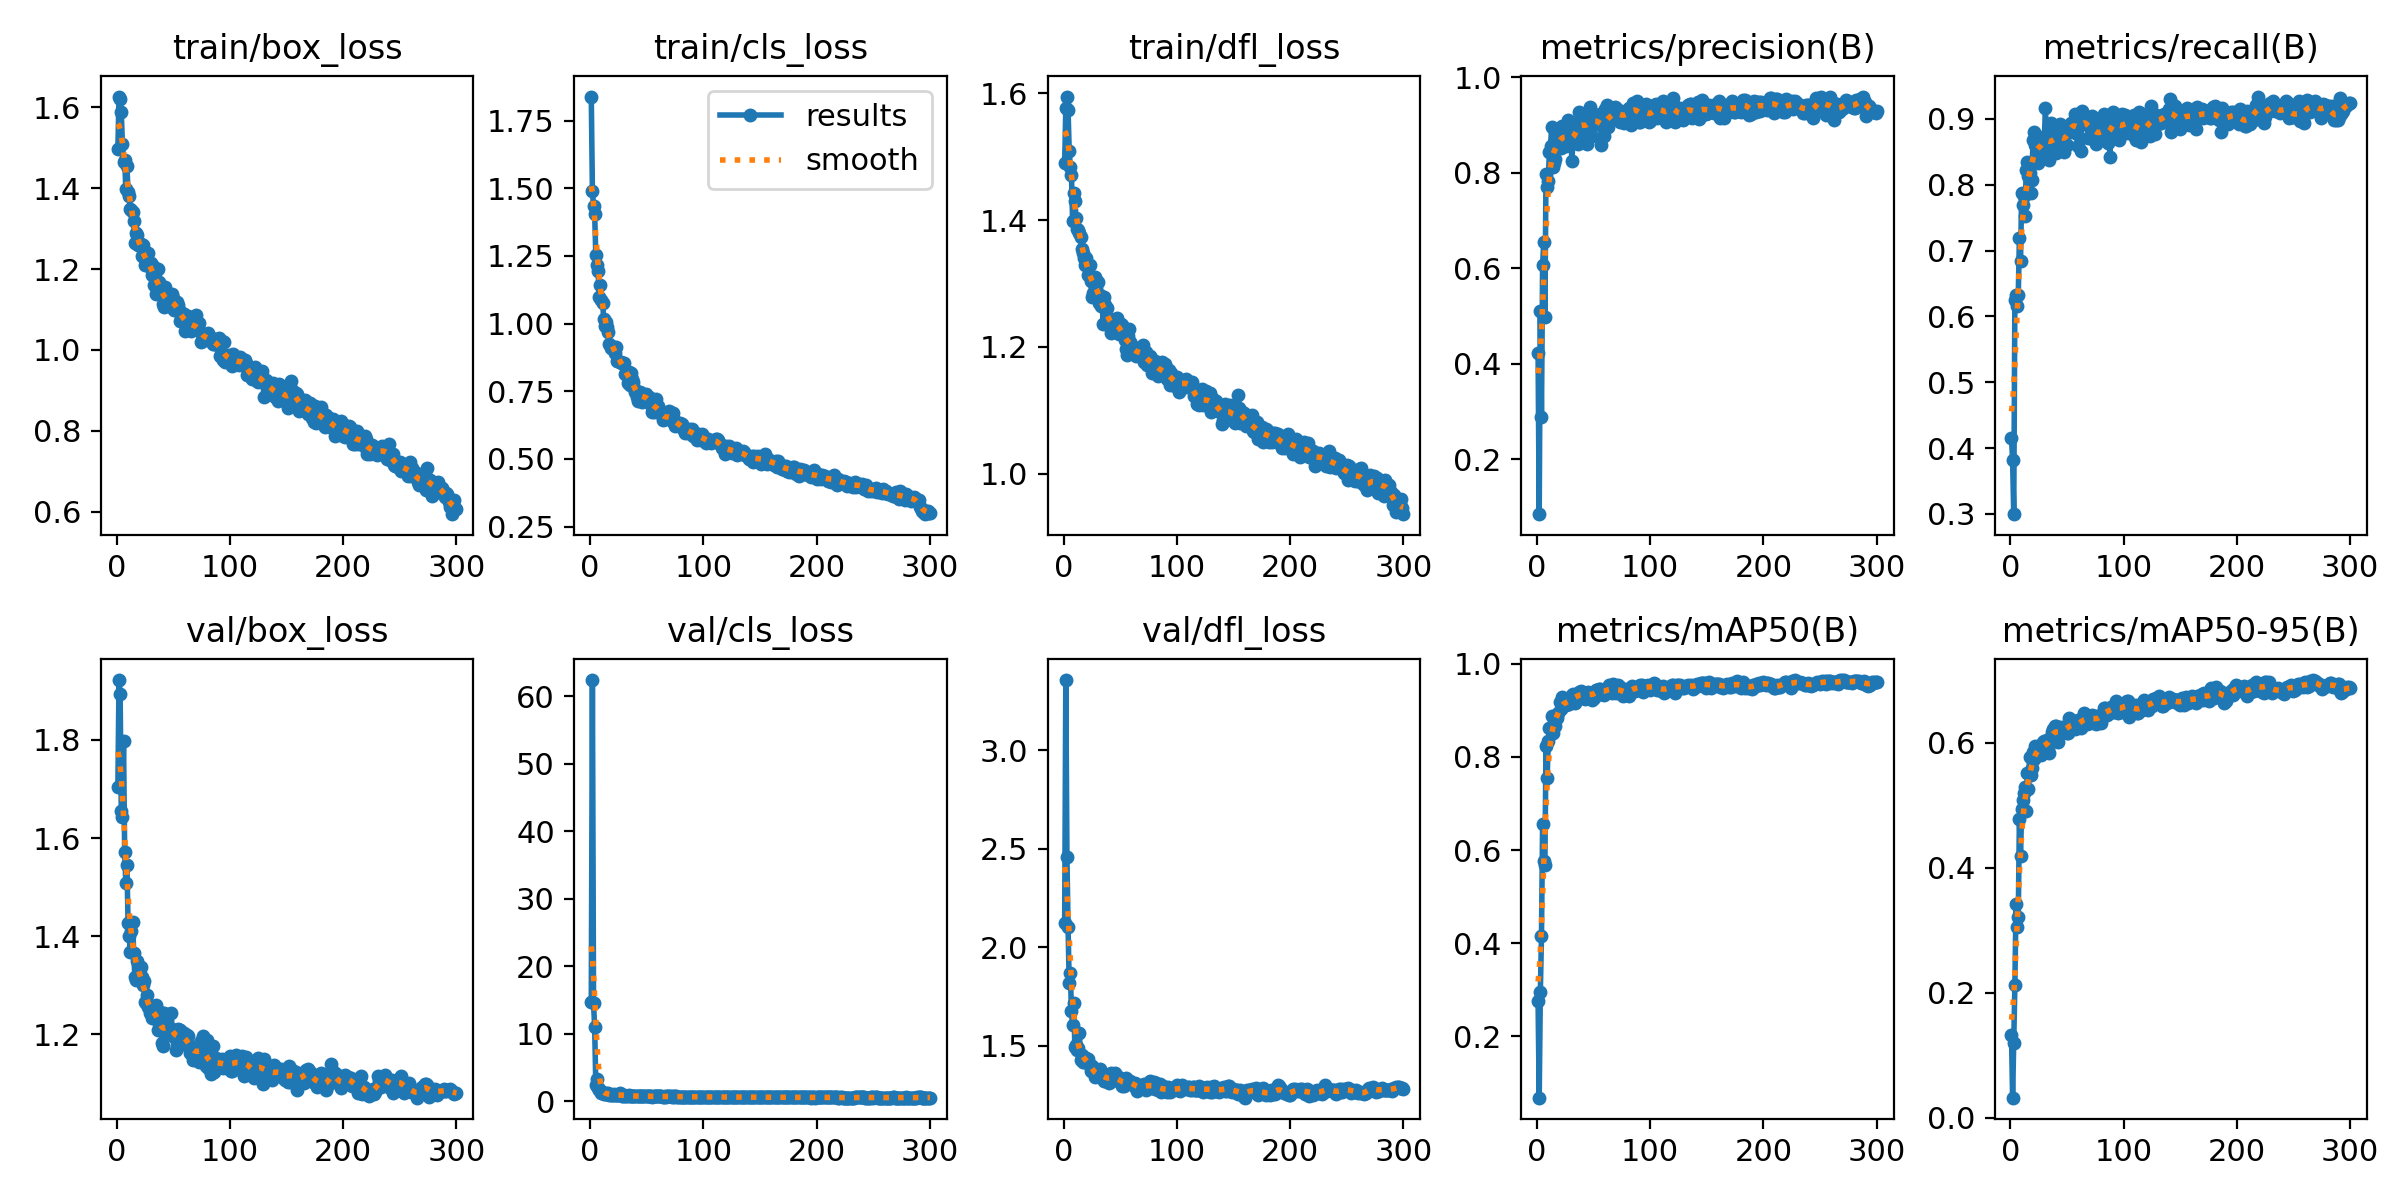 train/box_loss
1.6
1.4
1.2
1.0
0.8
0.6
0 100 200 300
train/cls_loss
results
smooth
1.75
1.50
1.25
1.00
0.75
0.50
0.25
0 100 200 300
train/dfl_loss
1.6
1.4
1.2
1.0
0 100 200 300
metrics/precision(B)
1.0
0.8
0.6
0.4
0.2
0 100 200 300
metrics/recall(B)
0.9
0.8
0.7
0.6
0.5
0.4
0.3
0 100 200 300
val/box_loss
1.8
1.6
1.4
1.2
0 100 200 300
val/cls_loss
60
50
40
30
20
10
0
0 100 200 300
val/dfl_loss
3.0
2.5
2.0
1.5
0 100 200 300
metrics/mAP50(B)
1.0
0.8
0.6
0.4
0.2
0 100 200 300
metrics/mAP50-95(B)
0.6
0.4
0.2
0.0
0 100 200 300